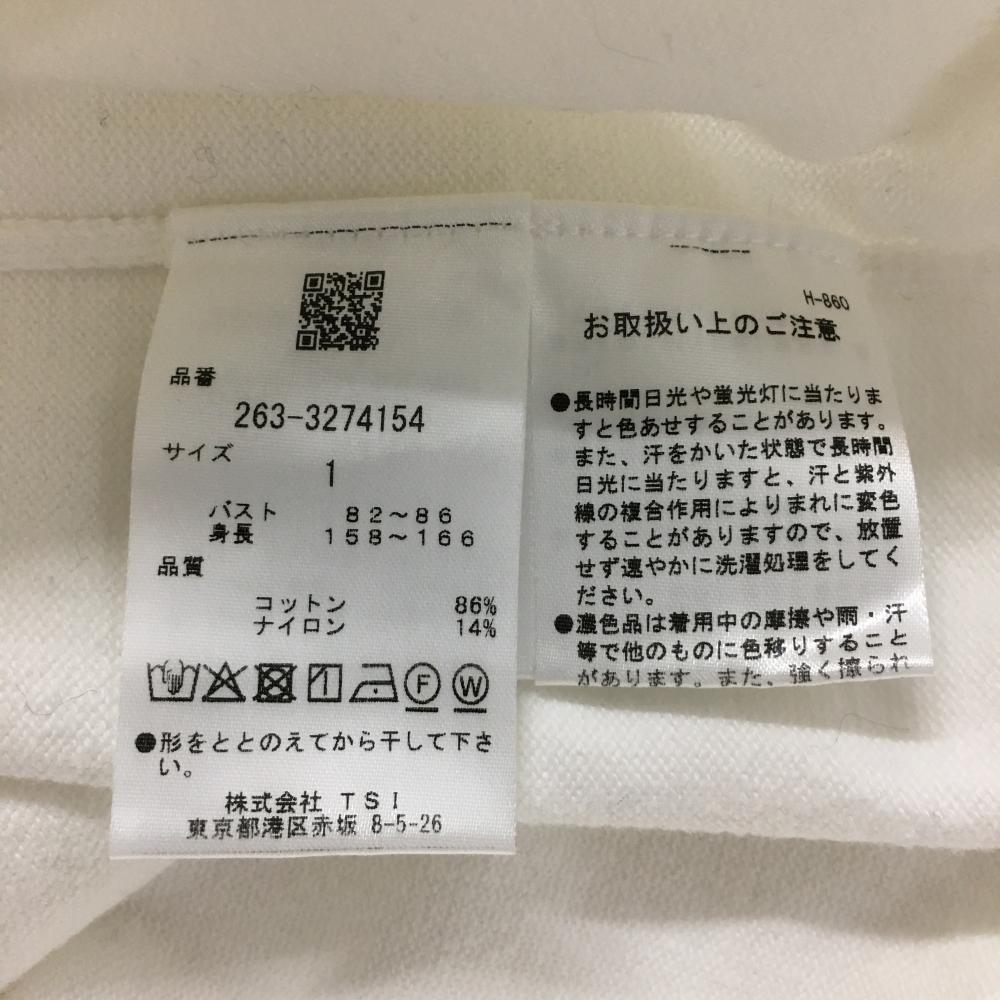 品番
263-3274154
サイズ
1
バスト 82～86
身長 158～166
品質
コットン 86%
ナイロン 14%
F W
●形をととのえてから干して下さ
い。
株式会社 TSI
東京都港区赤坂 8-5-26
H-860
お取扱い上のご注意
●長時間日光や蛍光灯に当たりま
すと色あせすることがあります。
また、汗をかいた状態で長時間
日光に当たりますと、汗と紫外
線の複合作用によりまれに変色
することがありますので、放置
せず速やかに洗濯処理をしてく
ださい。
●濃色品は着用中の摩擦や雨・汗
等で他のものに色移りすること
があります。また、強く擦られ